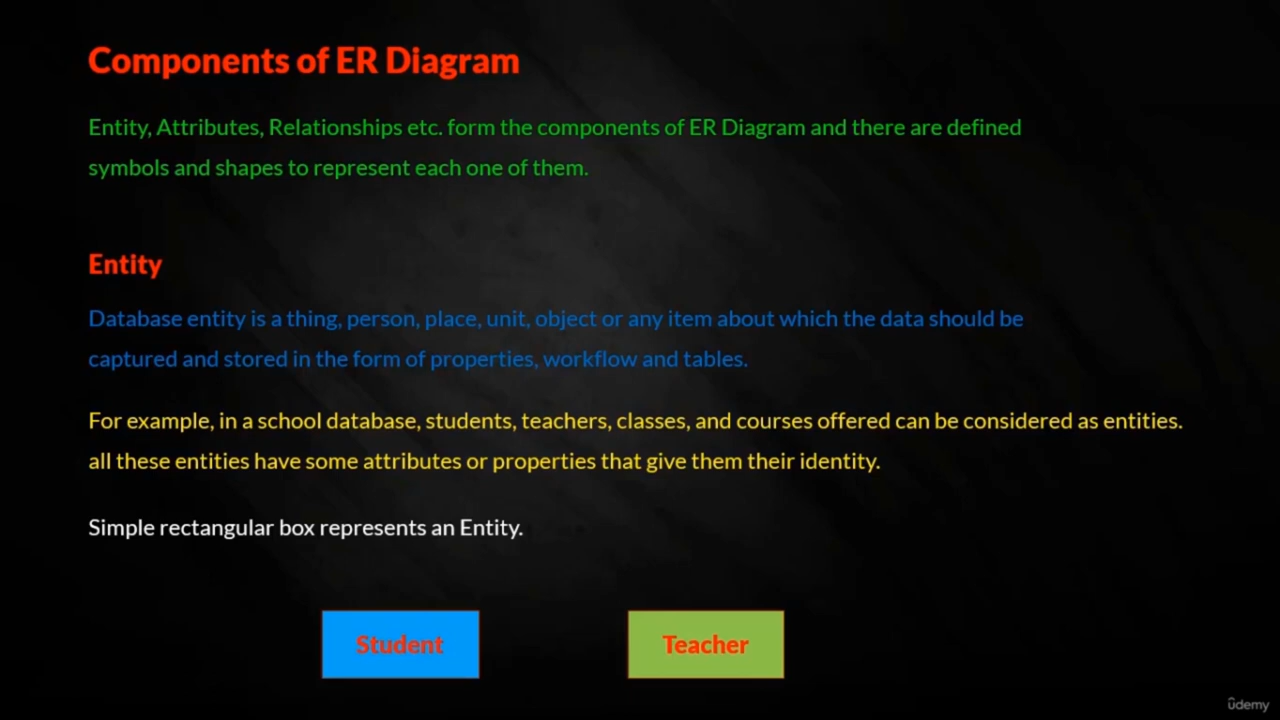 Components of ER Diagram
Entity, Attributes, Relationships etc. form the components of ER Diagram and there are defined
symbols and shapes to represent each one of them.
Entity
Database entity is a thing, person, place, unit, object or any item about which the data should be
captured and stored in the form of properties, workflow and tables.
For example, in a school database, students, teachers, classes, and courses offered can be considered as entities.
all these entities have some attributes or properties that give them their identity.
Simple rectangular box represents an Entity.
Student
Teacher
ûdemy